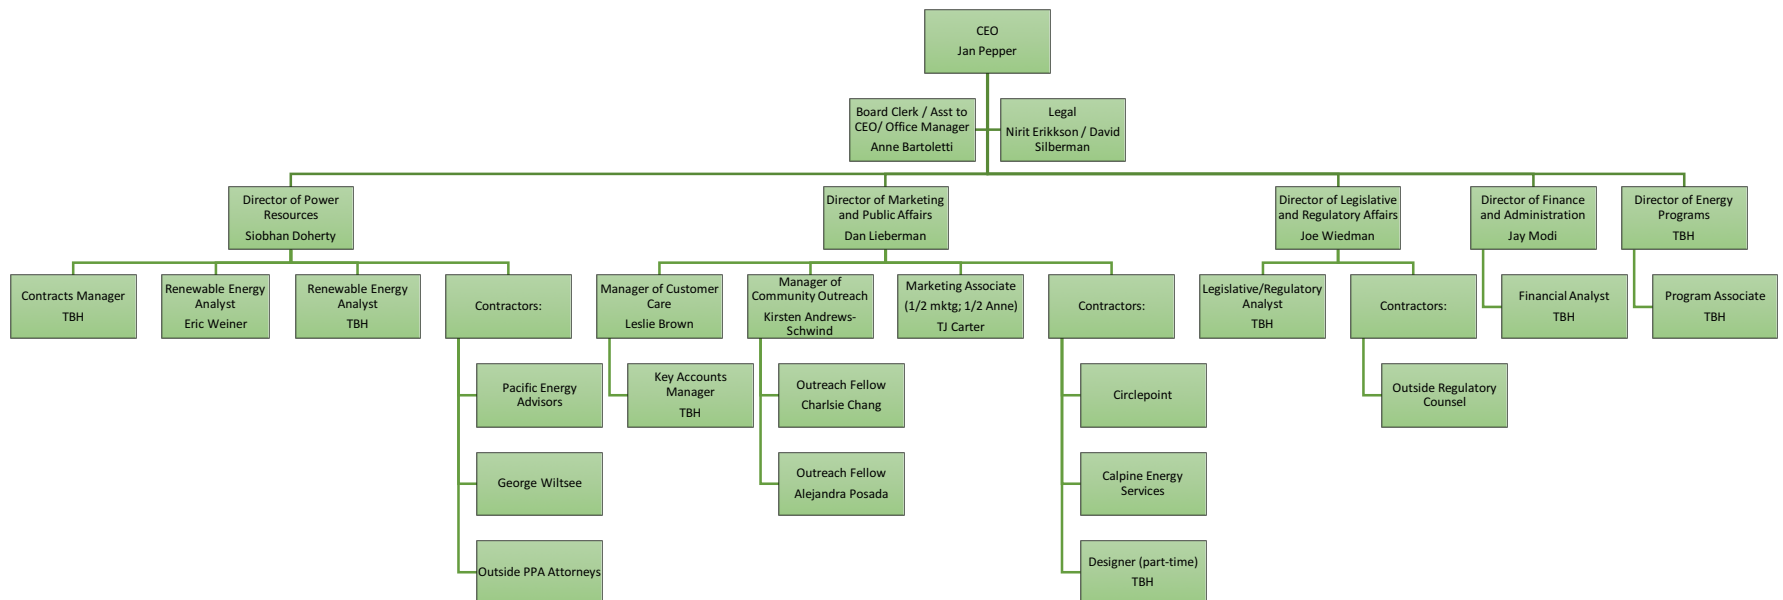 CEO
Jan Pepper
Board Clerk / Asst to
CEO/ Office Manager
Anne Bartoletti
Legal
Nirit Erikkson / David
Silberman
Director of Power
Resources
Siobhan Doherty
Director of Marketing
and Public Affairs
Dan Lieberman
Director of Legislative
and Regulatory Affairs
Joe Wiedman
Director of Finance
and Administration
Jay Modi
Director of Energy
Programs
TBH
Contracts Manager
TBH
Renewable Energy
Analyst
Eric Weiner
Renewable Energy
Analyst
TBH
Contractors:
Manager of Customer
Care
Leslie Brown
Manager of
Community Outreach
Kirsten Andrews-
Schwind
Marketing Associate
(1/2 mktg; 1/2 Anne)
TJ Carter
Contractors:
Legislative/Regulatory
Analyst
TBH
Contractors:
Financial Analyst
TBH
Program Associate
TBH
Pacific Energy
Advisors
Key Accounts
Manager
TBH
Outreach Fellow
Charlsie Chang
Circlepoint
Outside Regulatory
Counsel
George Wiltsee
Outreach Fellow
Alejandra Posada
Calpine Energy
Services
Outside PPA Attorneys
Designer (part-time)
TBH